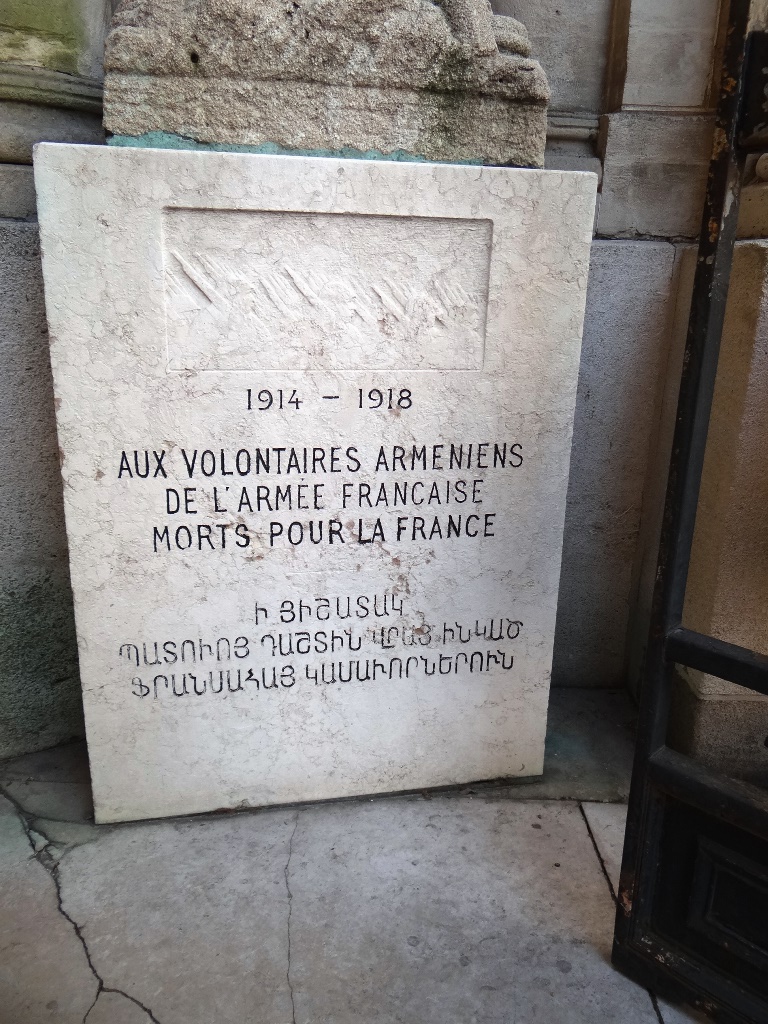 1914 – 1918
AUX VOLONTAIRES ARMENIENS
DE L'ARMÉE FRANCAISE
MORTS POUR LA FRANCE
Ի ՅԻՇԱՏԱԿ
ՊԱՏՈՒՈՅ ԴԱՇՏԻՆ ՎՐԱՅ ԻՆԿԱԾ
ՖՐԱՆՍԱՀԱՅ ԿԱՄԱՒՈՐՆԵՐՈՒՆ